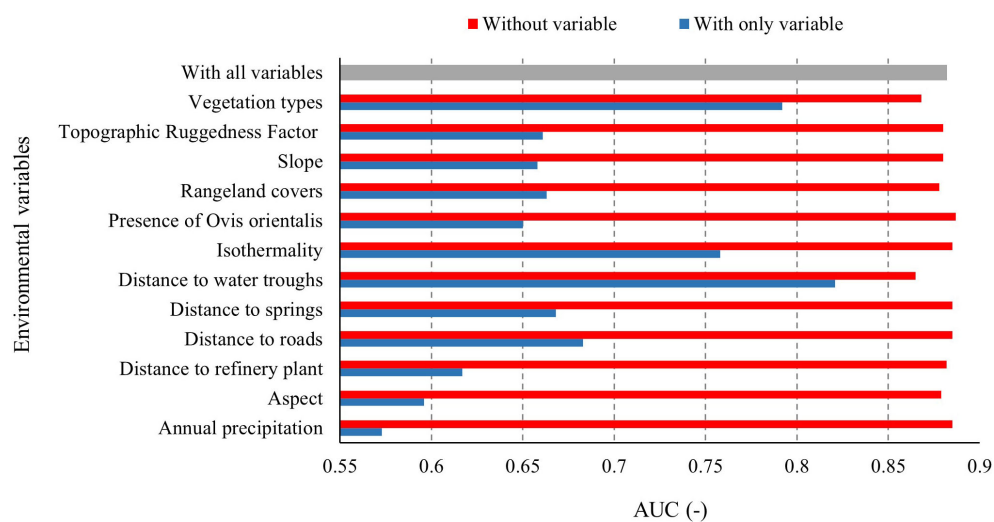 Without variable
With only variable
With all variables
Vegetation types
Topographic Ruggedness Factor
Slope
Rangeland covers
Presence of Ovis orientalis
Isothermality
Distance to water troughs
Distance to springs
Distance to roads
Distance to refinery plant
Aspect
Annual precipitation
Environmental variables
0.55 0.6 0.65 0.7 0.75 0.8 0.85 0.9
AUC (-)